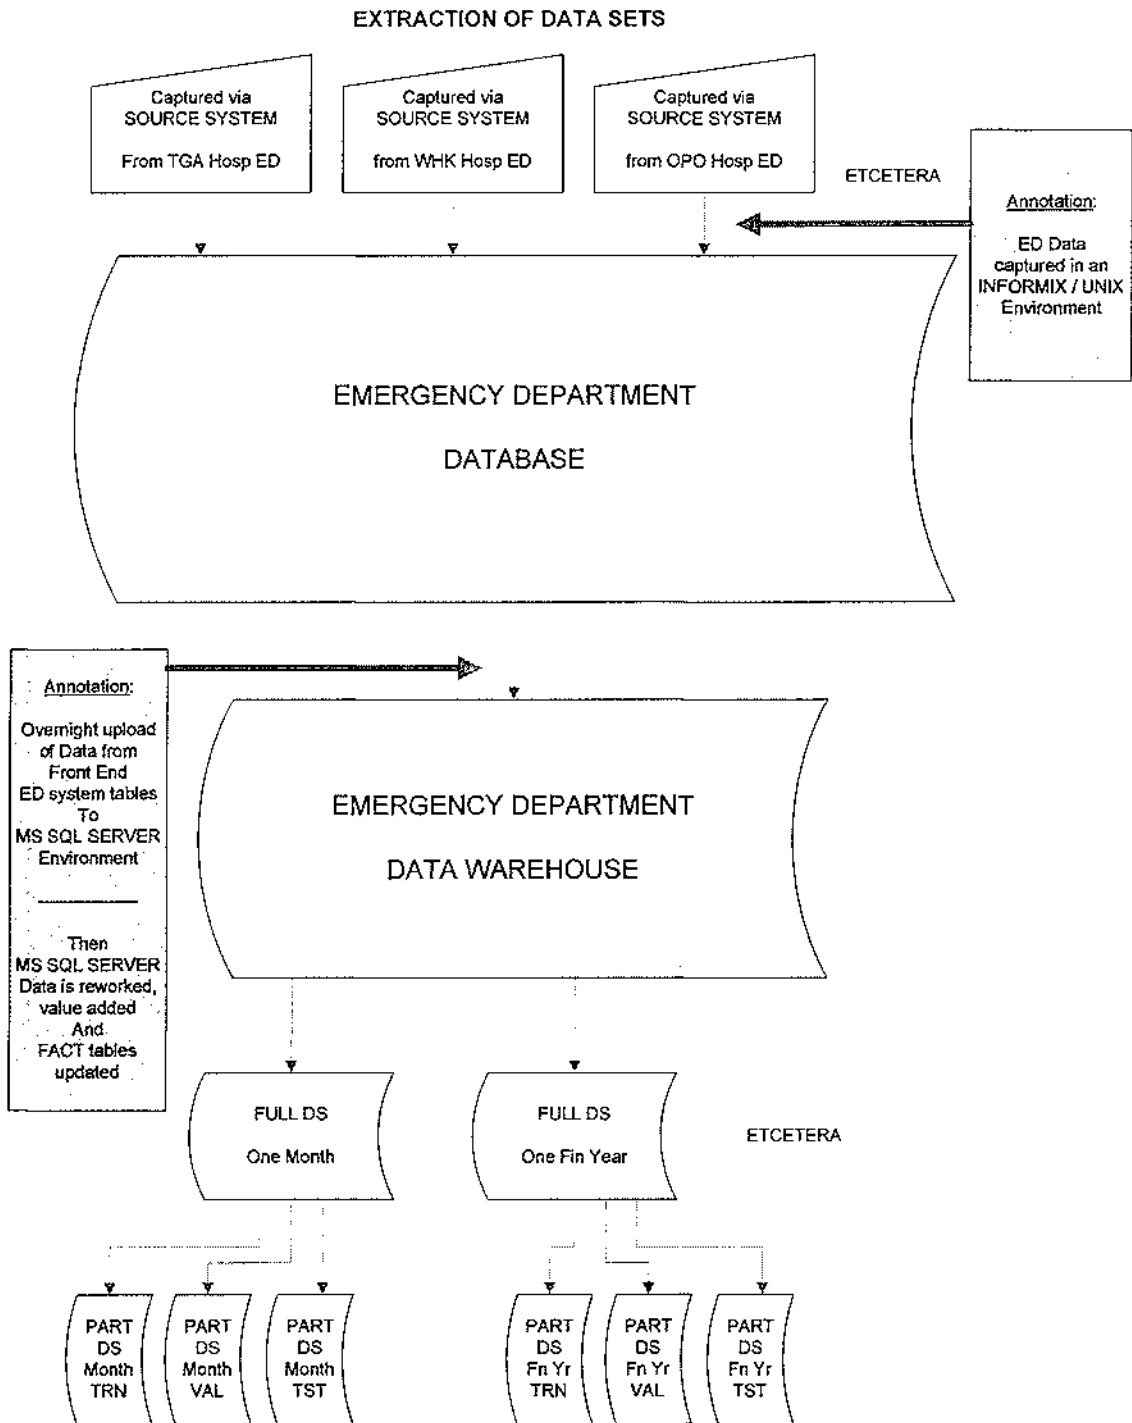 EXTRACTION OF DATA SETS
Captured via
SOURCE SYSTEM
From TGA Hosp ED
Captured via
SOURCE SYSTEM
from WHK Hosp ED
Captured via
SOURCE SYSTEM
from OPO Hosp ED
ETCETERA
Annotation:
ED Data
captured in an
INFORMIX / UNIX
Environment
EMERGENCY DEPARTMENT
DATABASE
Annotation:
Overnight upload
of Data from
Front End
ED system tables
To
MS SQL SERVER
Environment
Then
MS SQL SERVER
Data is reworked,
value added
And
FACT tables
updated
EMERGENCY DEPARTMENT
DATA WAREHOUSE
FULL DS
One Month
FULL DS
One Fin Year
ETCETERA
PART
DS
Month
TRN
PART
DS
Month
VAL
PART
DS
Month
TST
PART
DS
Fn Yr
TRN
PART
DS
Fn Yr
VAL
PART
DS
Fn Yr
TST